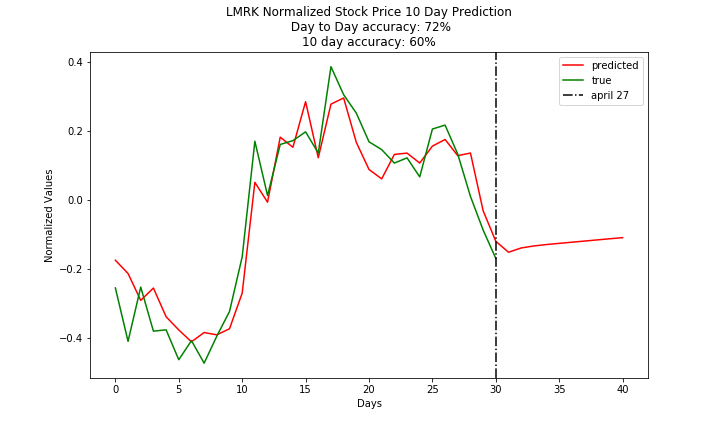 LMRK Normalized Stock Price 10 Day Prediction
Day to Day accuracy: 72%
10 day accuracy: 60%
predicted
true
april 27
Normalized Values
0.4
0.2
0.0
−0.2
−0.4
0 5 10 15 20 25 30 35 40
Days